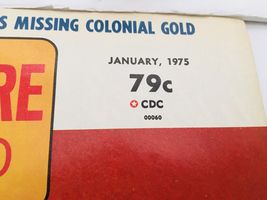 S MISSING COLONIAL GOLD
JANUARY, 1975
79c
CDC
00060
RE